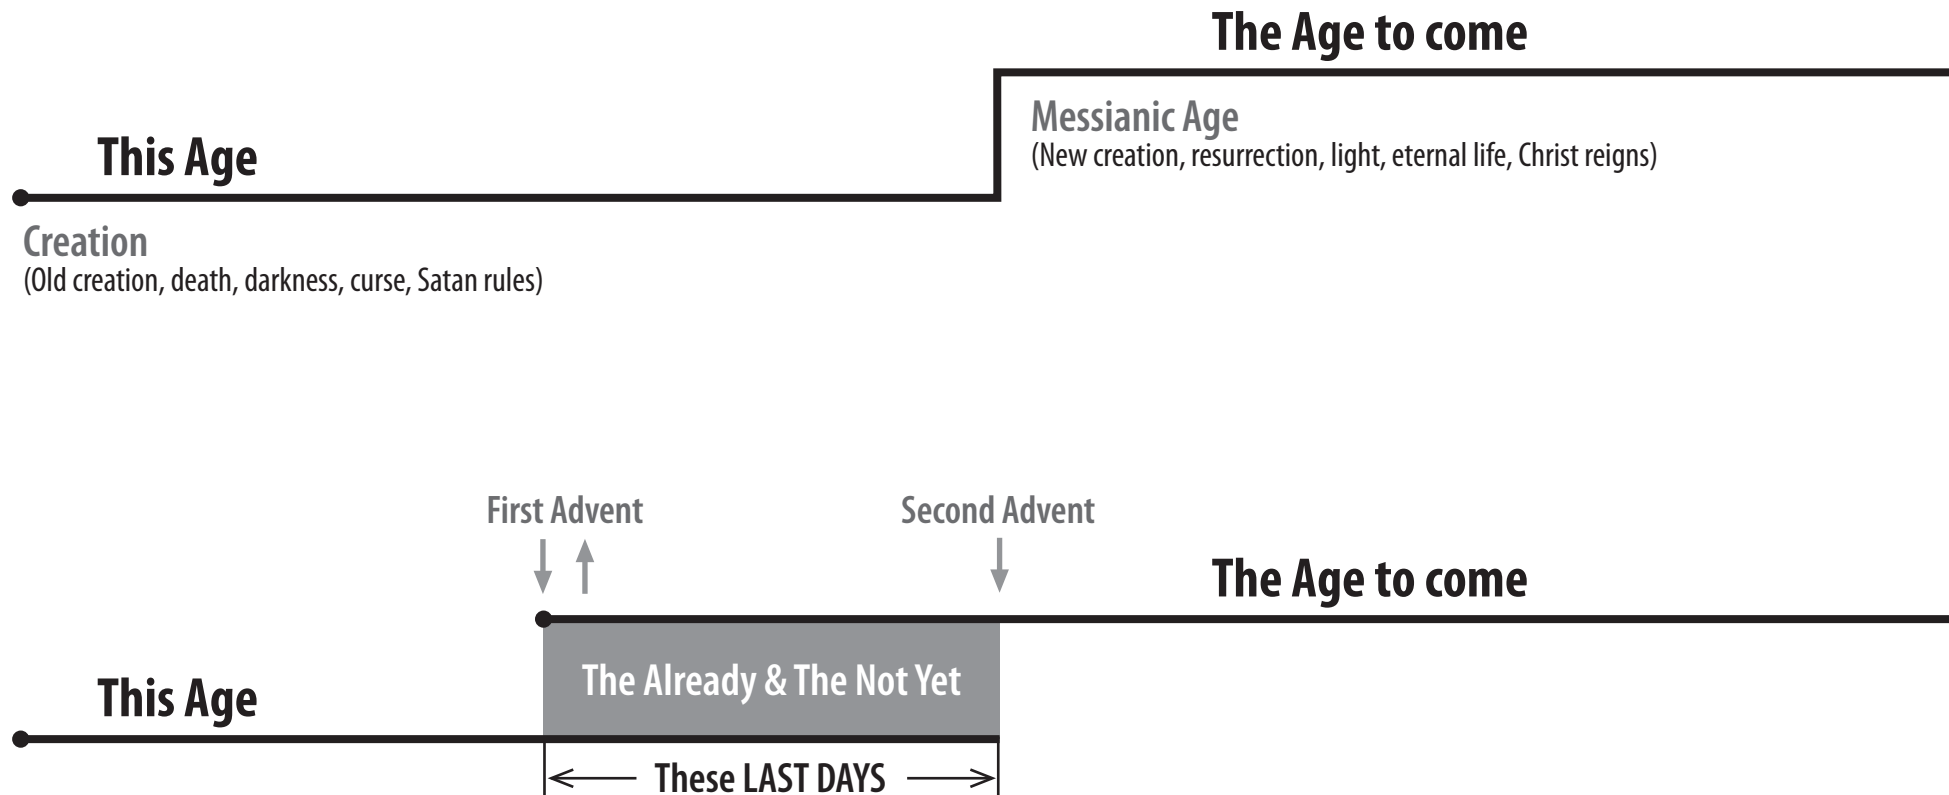 The Age to come
Messianic Age
(New creation, resurrection, light, eternal life, Christ reigns)
This Age
Creation
(Old creation, death, darkness, curse, Satan rules)
First Advent
Second Advent
The Age to come
The Already & The Not Yet
This Age
These LAST DAYS